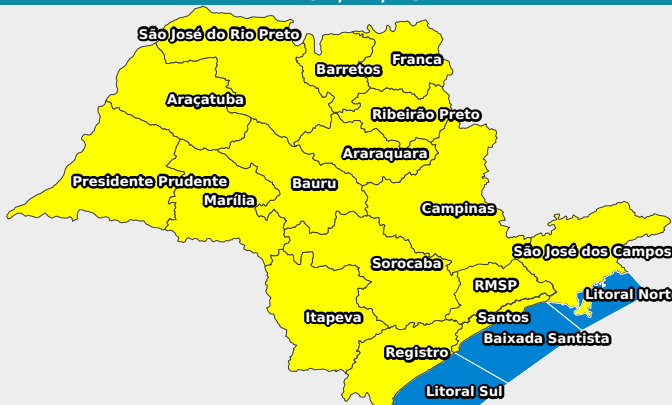 São José do Rio Preto
Franca
Barretos
Araçatuba
Ribeirão Preto
Araraquara
Presidente Prudente
Bauru
Marília
Campinas
São José dos Campos
Sorocaba
RMSP
Litoral Nort
Itapeva
Santos
Baixada Santista
Registro
Litoral Sul